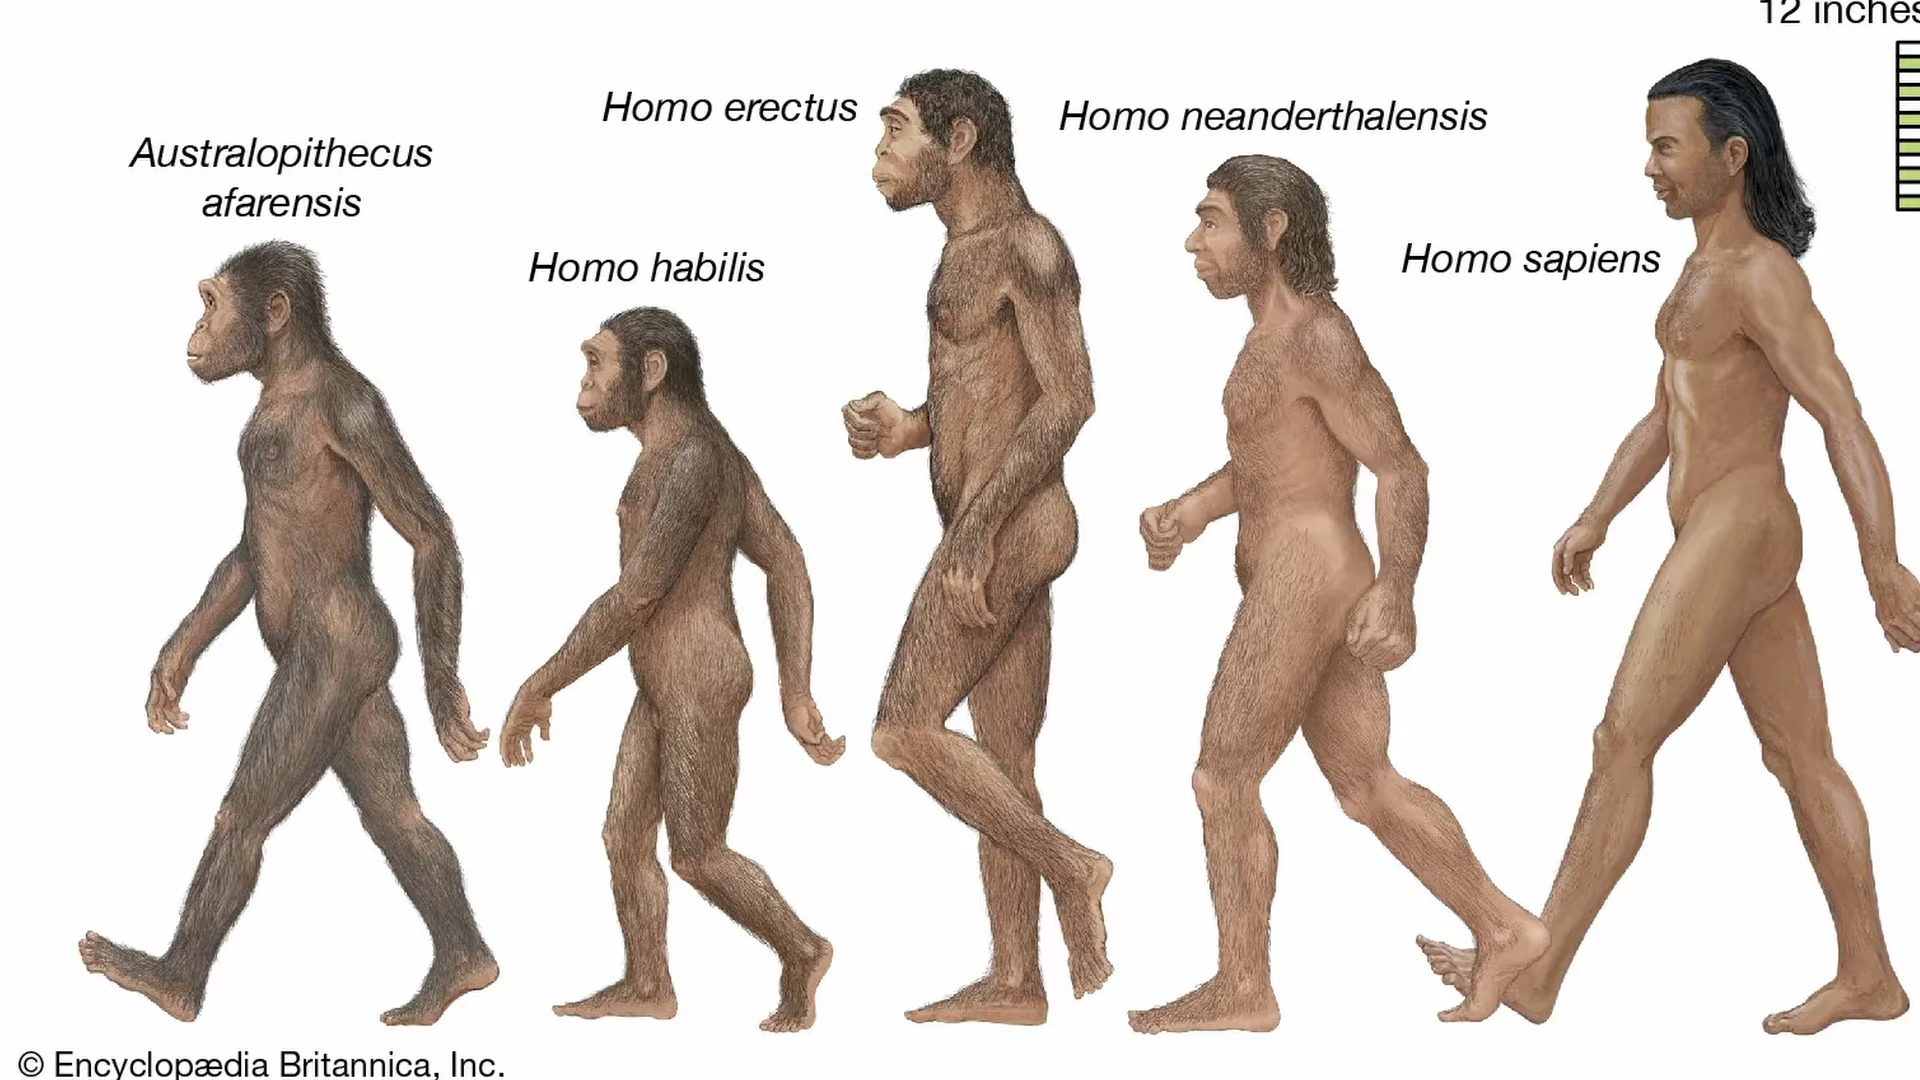 12 inches
Homo erectus
Homo neanderthalensis
Australopithecus
afarensis
Homo habilis
Homo sapiens
© Encyclopædia Britannica, Inc.